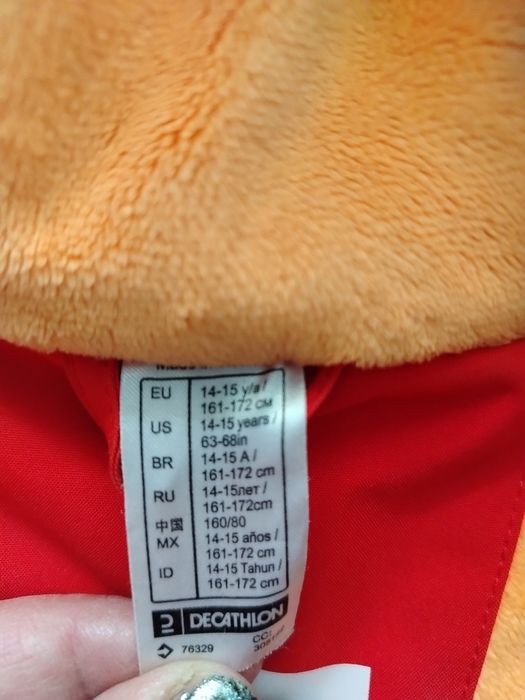 EU 14-15 y/a /
161-172 см
US 14-15 years /
63-68in
BR 14-15 A /
161-172 cm
RU 14-15лет /
161-172cm
中国 160/80
MX 14-15 años /
161-172 cm
ID 14-15 Tahun /
161-172 cm
DECATHLON
76329 CC: